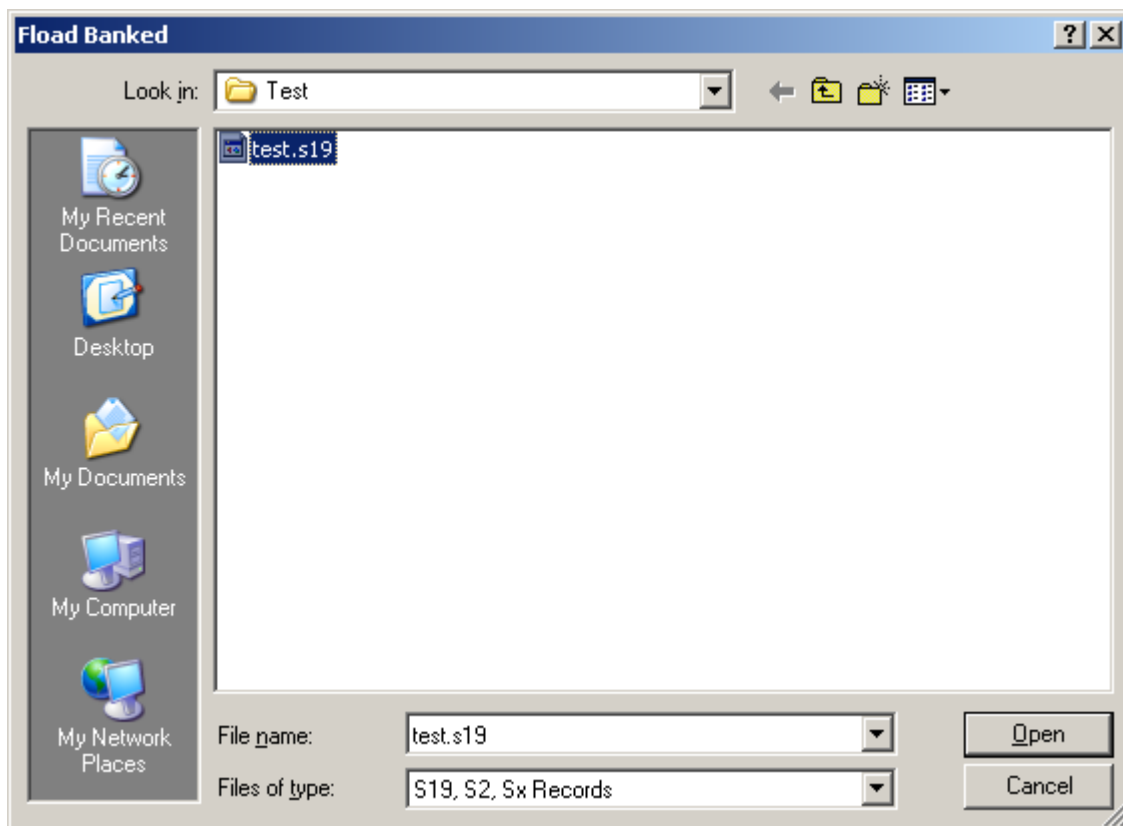 Fload Banked
Look in: Test
test.s19
My Recent
Documents
Desktop
My Documents
My Computer
My Network
Places
File name: test.s19 Open
Files of type: S19, S2, Sx Records Cancel